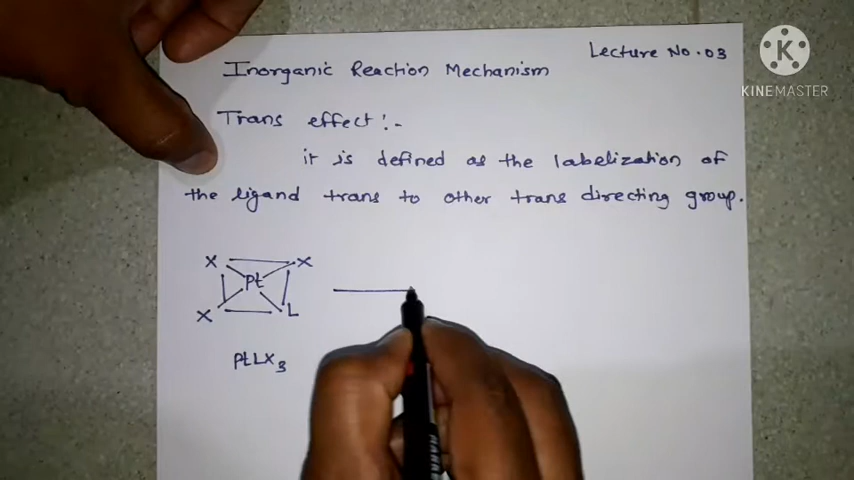 Lecture No. 03
K
KINEMASTER
Inorganic Reaction Mechanism
Trans effect :-
it is defined as the labelization of
the ligand trans to other trans directing group.
X X
Pt
X L
PtLX3